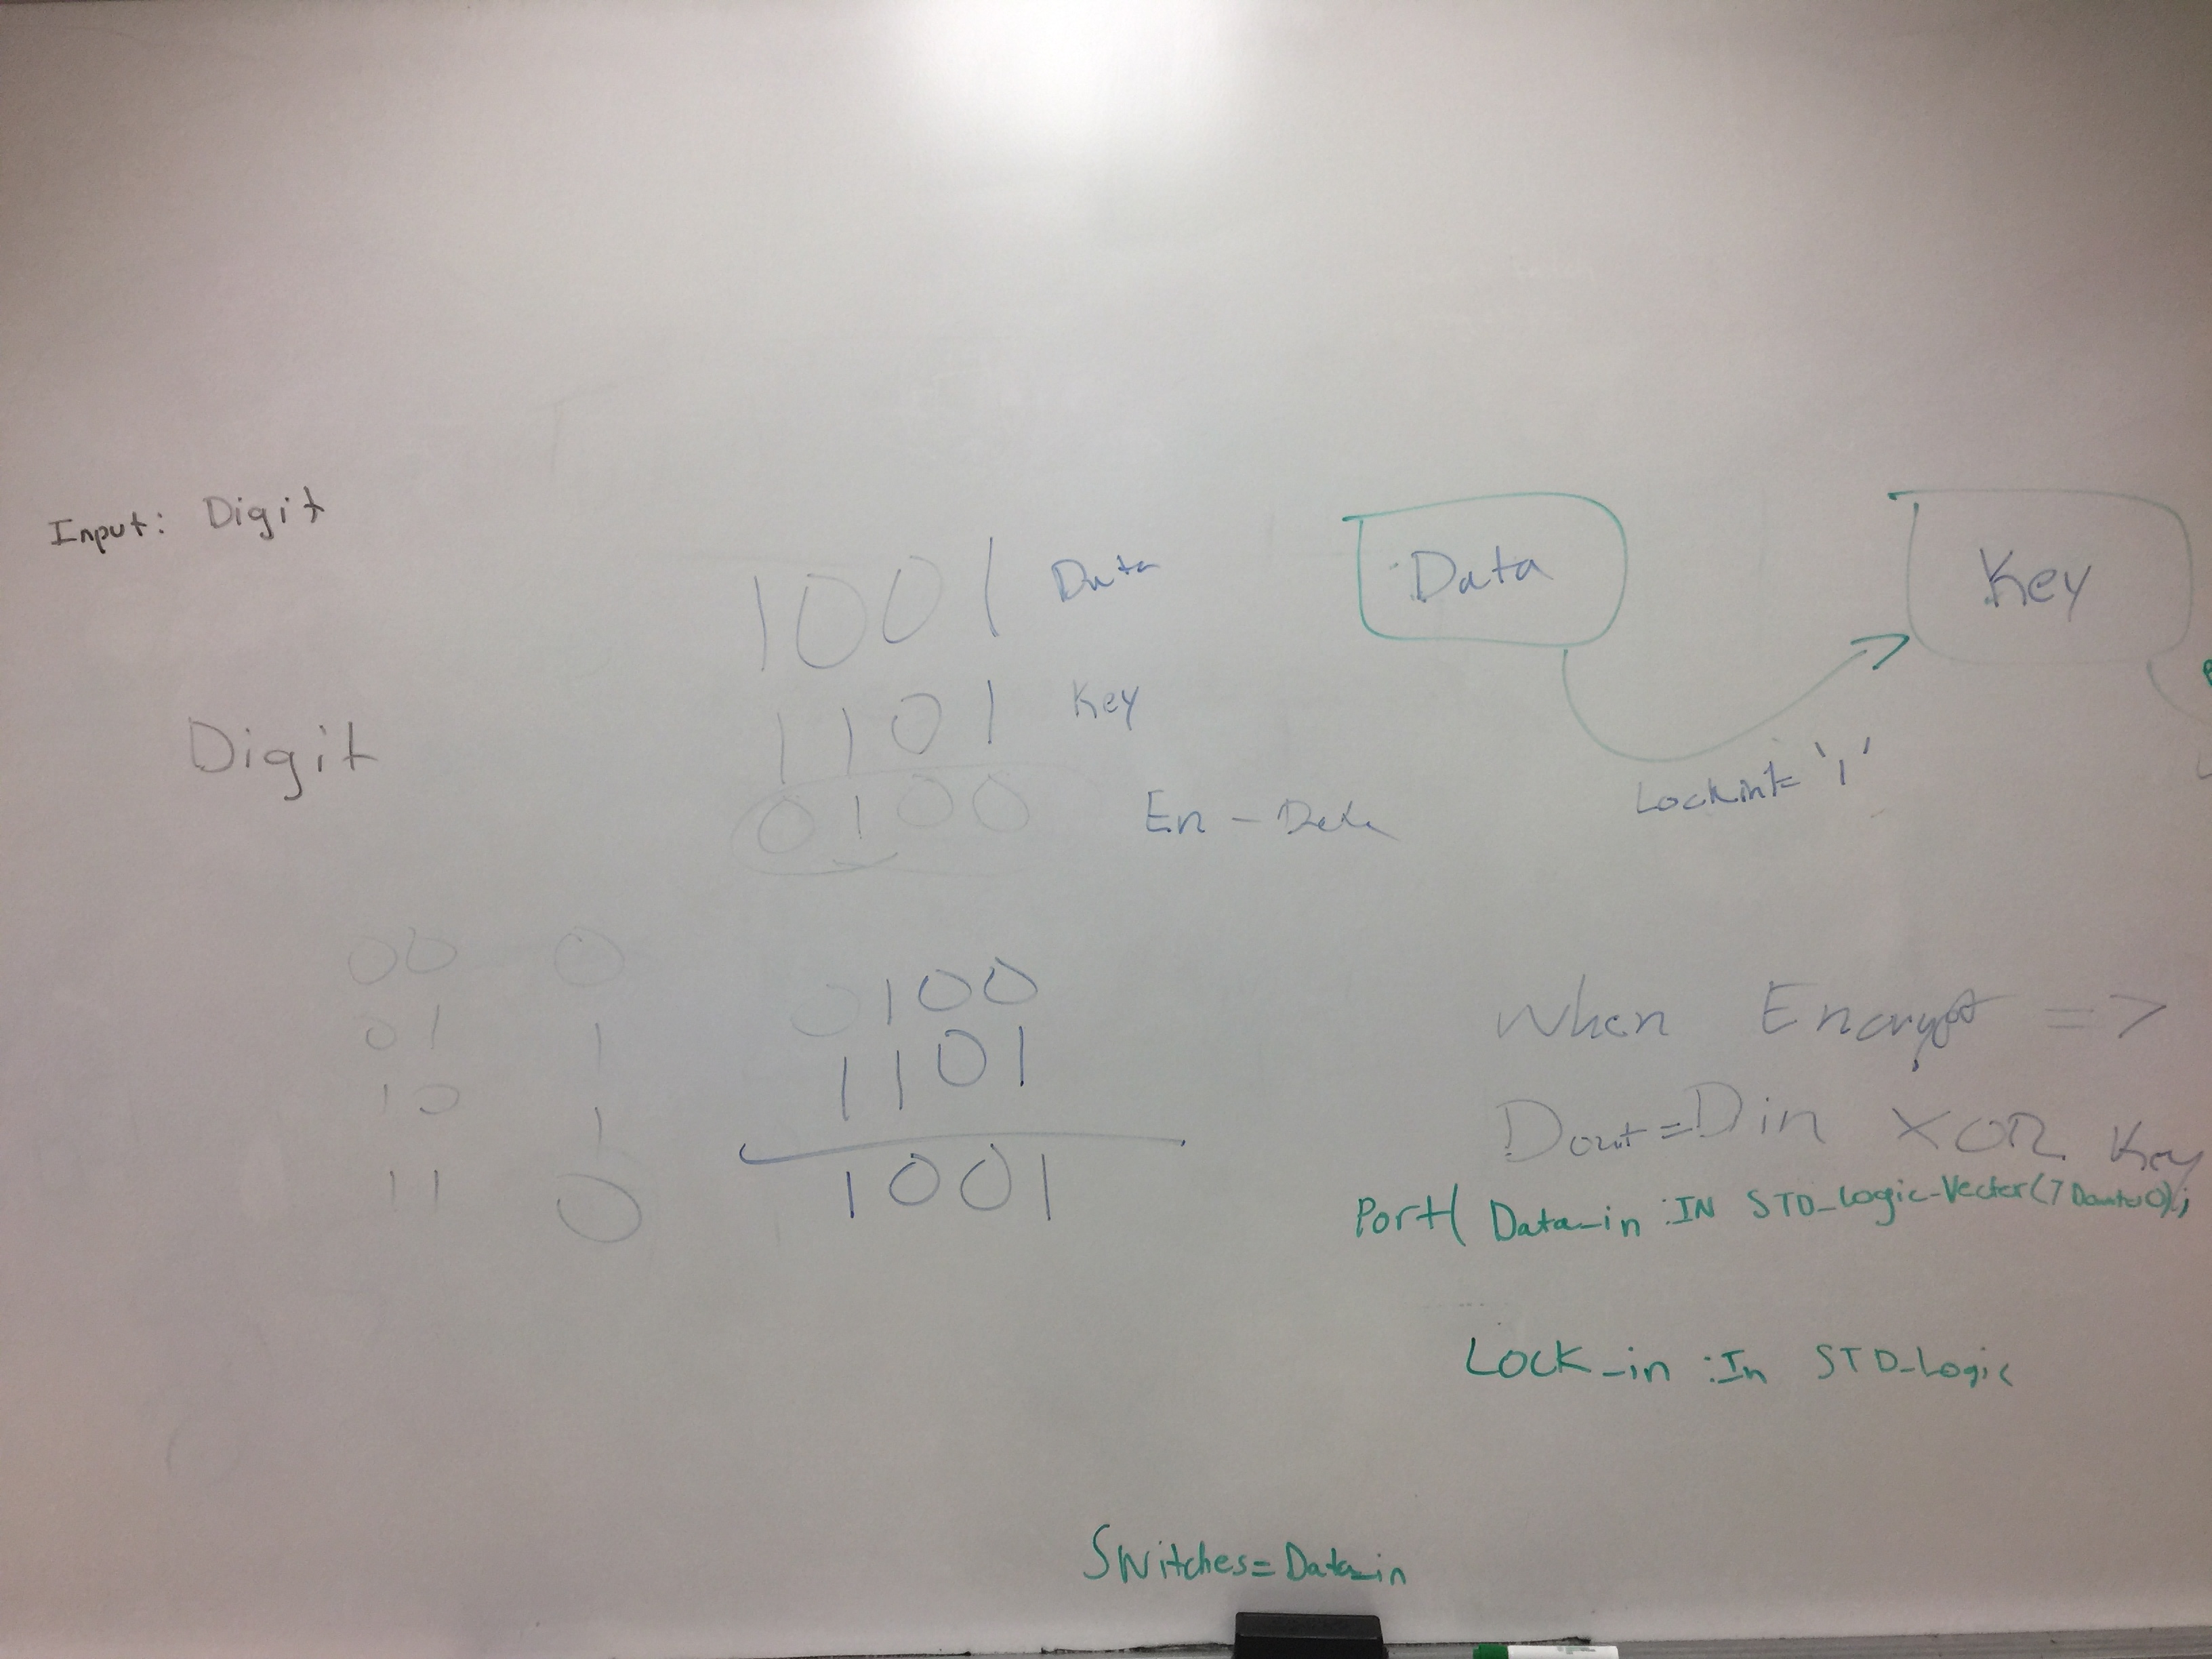 Input: Digit
Digit
1001 Data
1101 Key
0100 En-Data
00 0
01 1
10 1
11 0
0100
1101
1001
Data
Key
Lockint= '1'
When Encrypt =>
Dout=Din XOR Key
Port( Data_in :IN STD_Logic-Vector(7 Downto 0);
Lock_in :In STD_Logic
Switches=Data_in